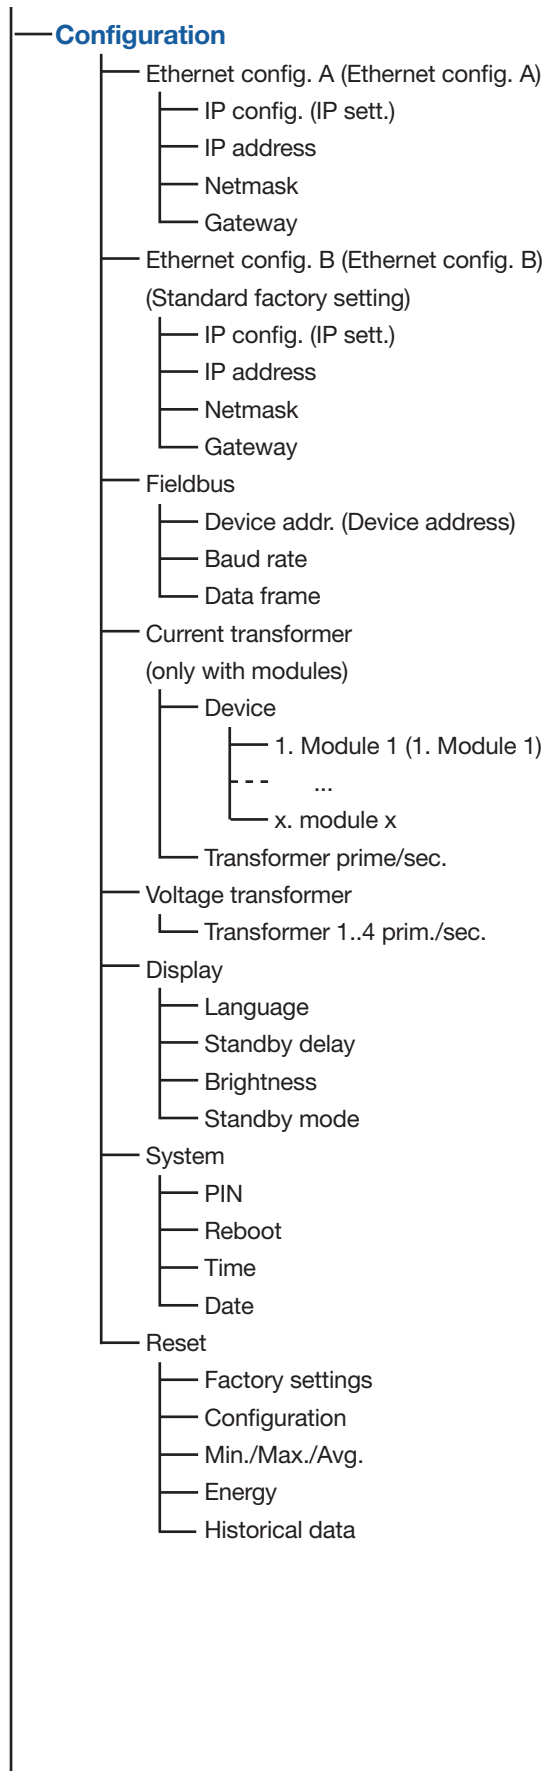 Configuration
Ethernet config. A (Ethernet config. A)
IP config. (IP sett.)
IP address
Netmask
Gateway
Ethernet config. B (Ethernet config. B)
(Standard factory setting)
IP config. (IP sett.)
IP address
Netmask
Gateway
Fieldbus
Device addr. (Device address)
Baud rate
Data frame
Current transformer
(only with modules)
Device
1. Module 1 (1. Module 1)
...
x. module x
Transformer prime/sec.
Voltage transformer
Transformer 1..4 prim./sec.
Display
Language
Standby delay
Brightness
Standby mode
System
PIN
Reboot
Time
Date
Reset
Factory settings
Configuration
Min./Max./Avg.
Energy
Historical data